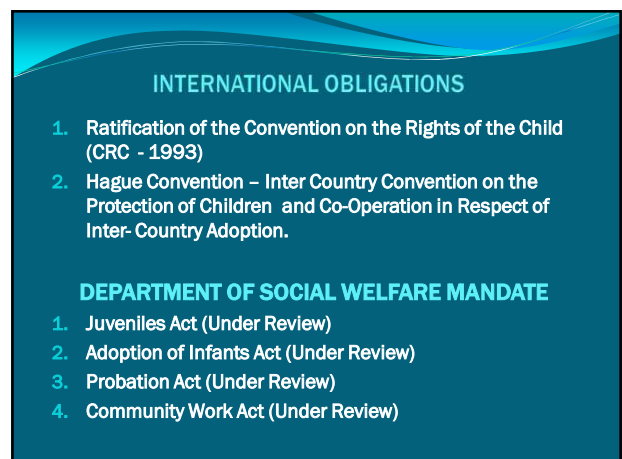 INTERNATIONAL OBLIGATIONS
1. Ratification of the Convention on the Rights of the Child
(CRC - 1993)
2. Hague Convention – Inter Country Convention on the
Protection of Children and Co-Operation in Respect of
Inter- Country Adoption.
DEPARTMENT OF SOCIAL WELFARE MANDATE
1. Juveniles Act (Under Review)
2. Adoption of Infants Act (Under Review)
3. Probation Act (Under Review)
4. Community Work Act (Under Review)